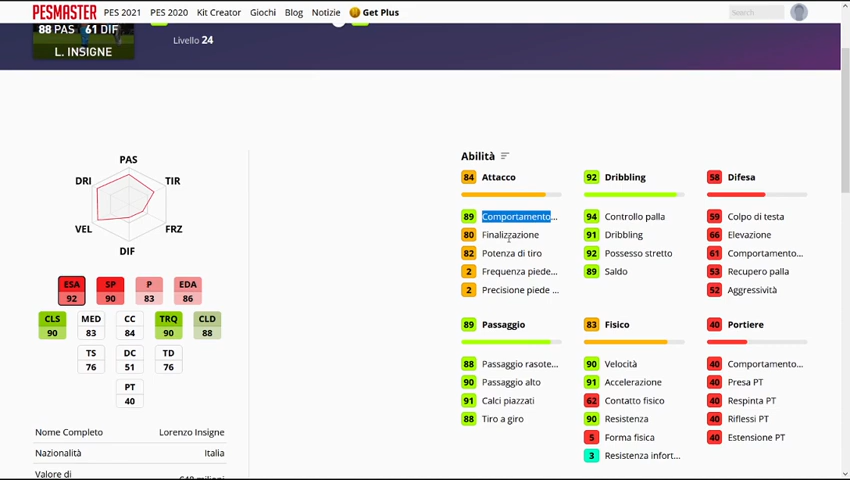 PESMASTER PES 2021 PES 2020 Kit Creator Giochi Blog Notizie Get Plus Search
88 PAS 61 DIF
L. INSIGNE
Livello 24
PAS
DRI TIR
VEL FRZ
DIF
ESA 92 SP 90 P 83 EDA 86
CLS 90 MED 83 CC 84 TRQ 90 CLD 88
TS 76 DC 51 TD 76
PT 40
Nome Completo Lorenzo Insigne
Nazionalità Italia
Valore di
Abilità
84 Attacco
89 Comportamento...
80 Finalizzazione
82 Potenza di tiro
2 Frequenza piede...
2 Precisione piede ...
92 Dribbling
94 Controllo palla
91 Dribbling
92 Possesso stretto
89 Saldo
58 Difesa
59 Colpo di testa
66 Elevazione
61 Comportamento...
53 Recupero palla
52 Aggressività
89 Passaggio
88 Passaggio rasote...
90 Passaggio alto
91 Calci piazzati
88 Tiro a giro
83 Fisico
90 Velocità
91 Accelerazione
62 Contatto fisico
90 Resistenza
5 Forma fisica
3 Resistenza infort...
40 Portiere
40 Comportamento...
40 Presa PT
40 Respinta PT
40 Riflessi PT
40 Estensione PT